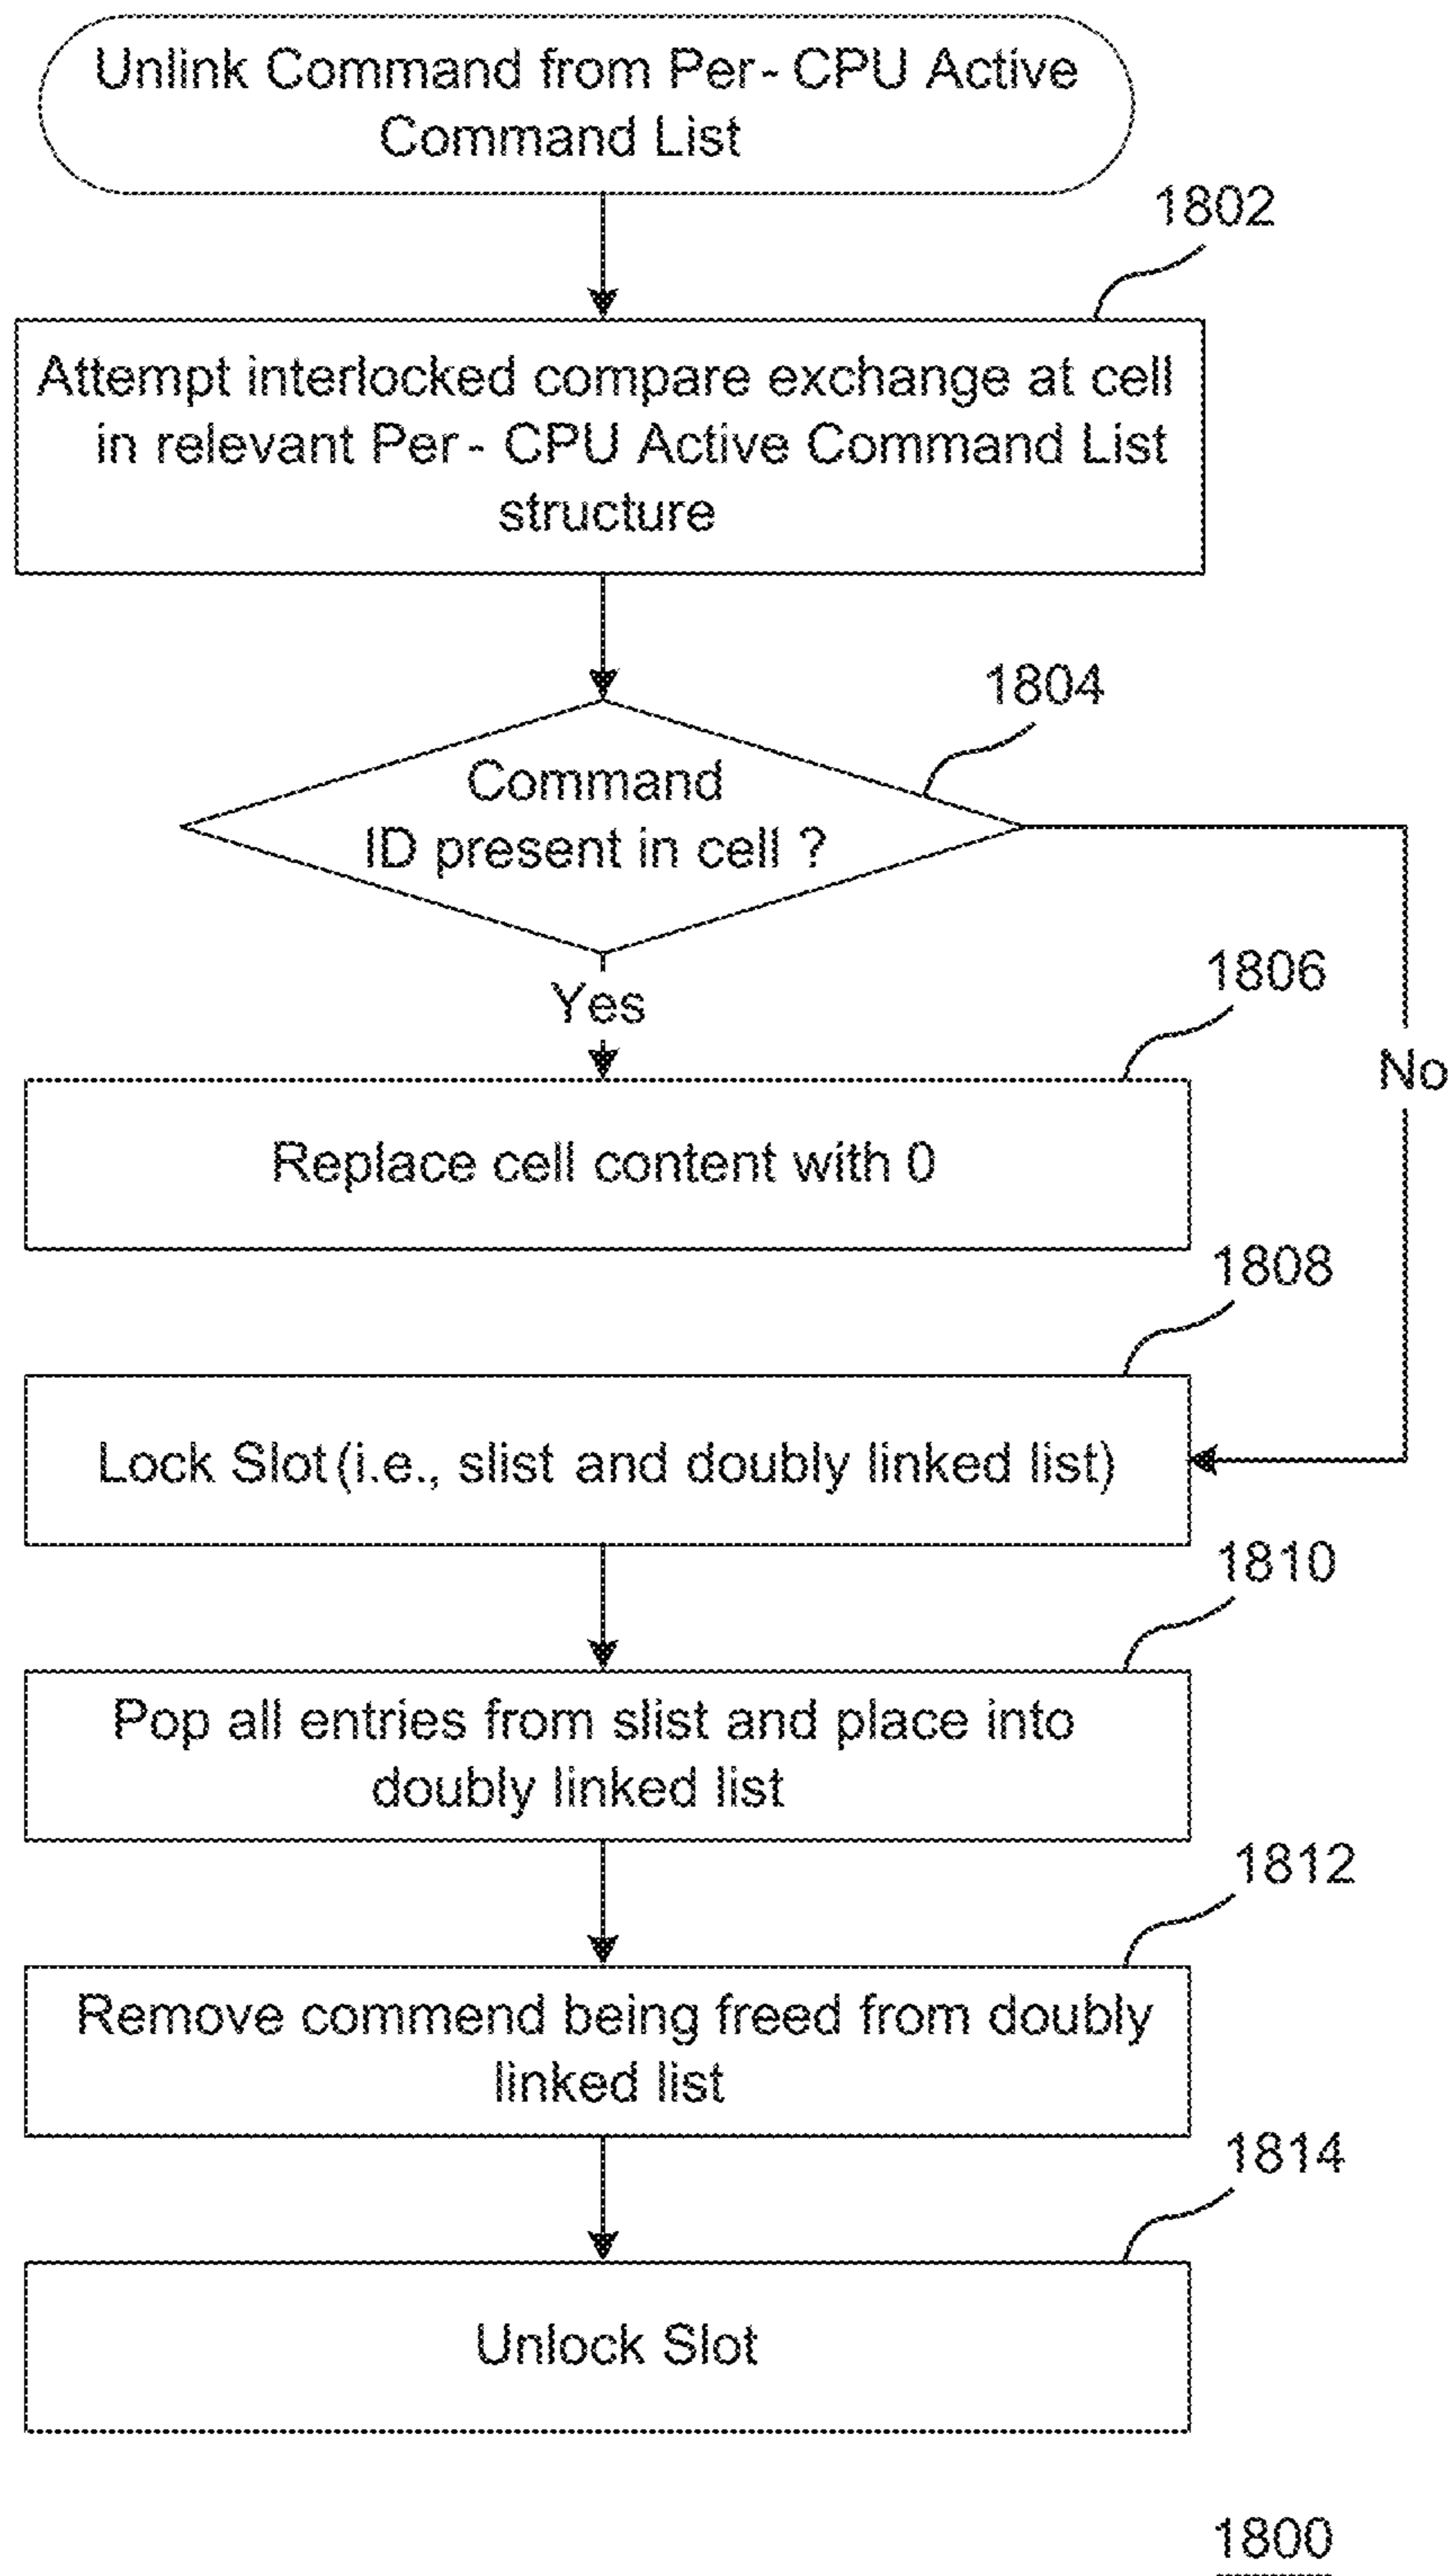 Unlink Command from Per- CPU Active
Command List
1802
Attempt interlocked compare exchange at cell
in relevant Per- CPU Active Command List
structure
1804
Command
ID present in cell ?
Yes
No
1806
Replace cell content with 0
1808
Lock Slot (i.e., slist and doubly linked list)
1810
Pop all entries from slist and place into
doubly linked list
1812
Remove commend being freed from doubly
linked list
1814
Unlock Slot
1800